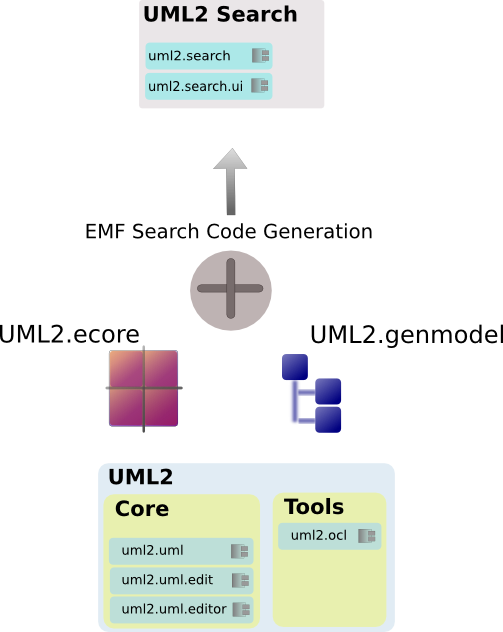 UML2 Search
uml2.search
uml2.search.ui
EMF Search Code Generation
UML2.ecore
UML2.genmodel
UML2
Core
uml2.uml
uml2.uml.edit
uml2.uml.editor
Tools
uml2.ocl